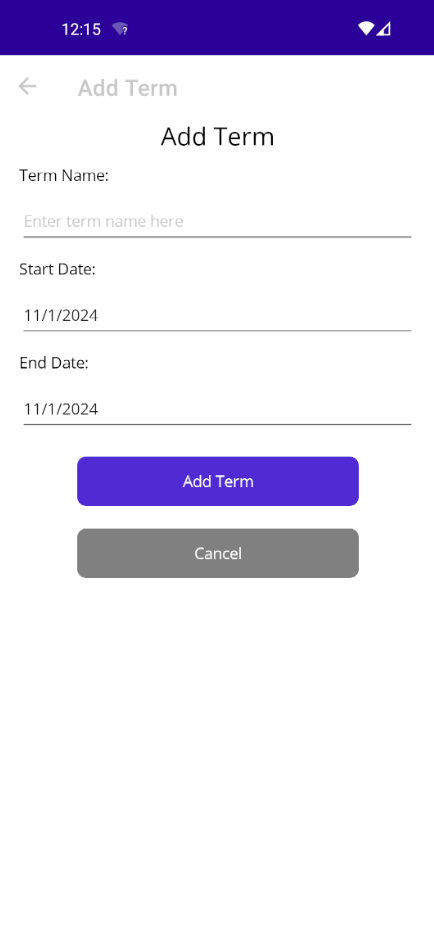 12:15
Add Term
Add Term
Term Name:
Enter term name here
Start Date:
11/1/2024
End Date:
11/1/2024
Add Term
Cancel